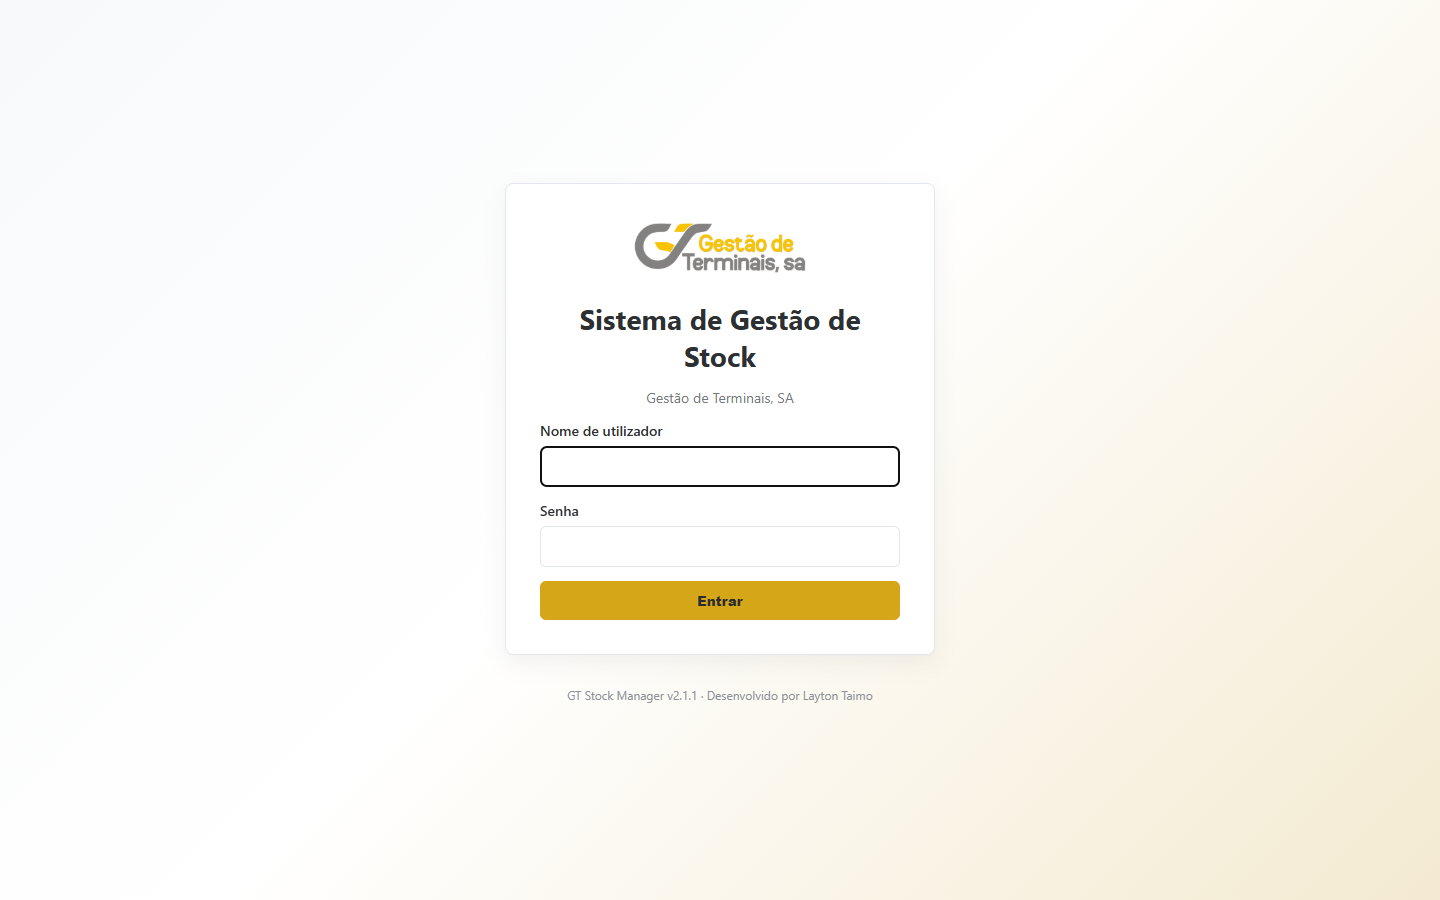 Gestão de
Terminais, sa
Sistema de Gestão de
Stock
Gestão de Terminais, SA
Nome de utilizador
Senha
Entrar
GT Stock Manager v2.1.1 · Desenvolvido por Layton Taimo